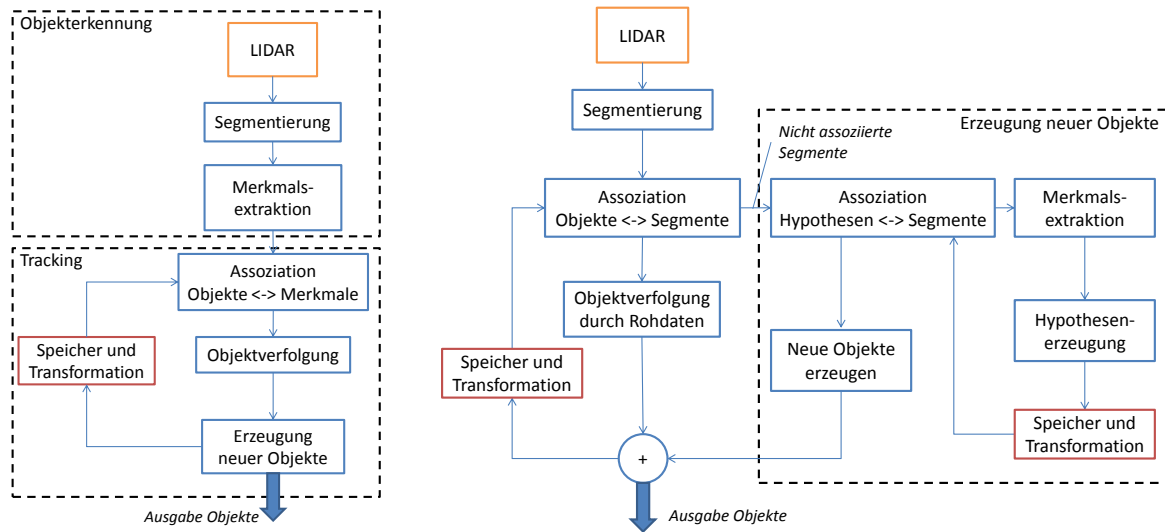 Objekterkennung
LIDAR
Segmentierung
Merkmals-
extraktion
Tracking
Assoziation
Objekte <-> Merkmale
Speicher und
Transformation
Objektverfolgung
Erzeugung
neuer Objekte
Ausgabe Objekte
LIDAR
Segmentierung
Nicht assoziierte
Segmente
Assoziation
Objekte <-> Segmente
Objektverfolgung
durch Rohdaten
Speicher und
Transformation
+
Ausgabe Objekte
Erzeugung neuer Objekte
Assoziation
Hypothesen <-> Segmente
Merkmals-
extraktion
Neue Objekte
erzeugen
Hypothesen-
erzeugung
Speicher und
Transformation